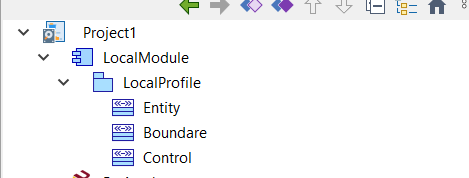 Project1
LocalModule
LocalProfile
Entity
Boundare
Control